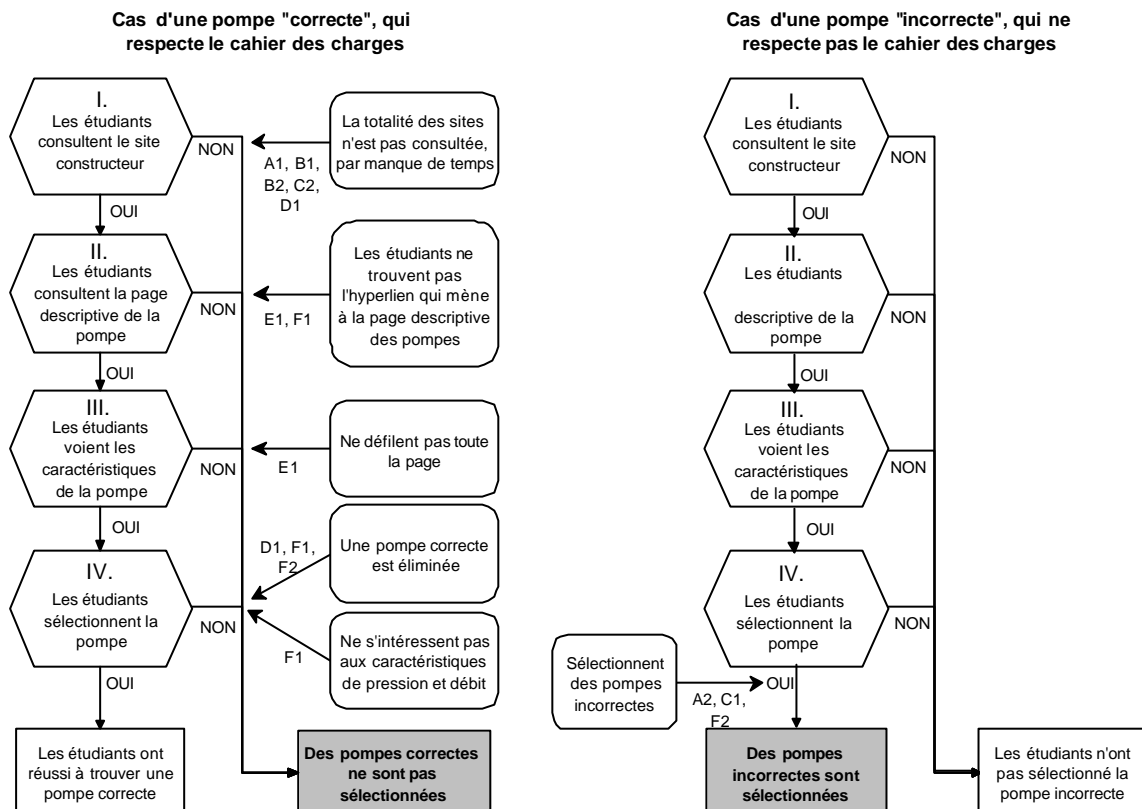 Cas d'une pompe "correcte", qui
respecte le cahier des charges
I.
Les étudiants
consultent le site
constructeur
NON
La totalité des sites
n'est pas consultée,
par manque de temps
A1, B1,
B2, C2,
D1
OUI
II.
Les étudiants
consultent la page
descriptive de la
pompe
NON
Les étudiants ne
trouvent pas
l'hyperlien qui mène
à la page descriptive
des pompes
E1, F1
OUI
III.
Les étudiants
voient les
caractéristiques
de la pompe
NON
Ne défilent pas toute
la page
E1
OUI
IV.
Les étudiants
sélectionnent la
pompe
NON
D1, F1,
F2
Une pompe correcte
est éliminée
F1
Ne s'intéressent pas
aux caractéristiques
de pression et débit
OUI
Les étudiants ont
réussi à trouver une
pompe correcte
Des pompes correctes
ne sont pas
sélectionnées
Cas d'une pompe "incorrecte", qui ne
respecte pas le cahier des charges
I.
Les étudiants
consultent le site
constructeur
NON
OUI
II.
Les étudiants
descriptive de la
pompe
NON
OUI
III.
Les étudiants
voient les
caractéristiques
de la pompe
NON
OUI
IV.
Les étudiants
sélectionnent la
pompe
NON
Sélectionnent
des pompes
incorrectes
OUI
A2, C1,
F2
Des pompes
incorrectes sont
sélectionnées
Les étudiants n'ont
pas sélectionné la
pompe incorrecte